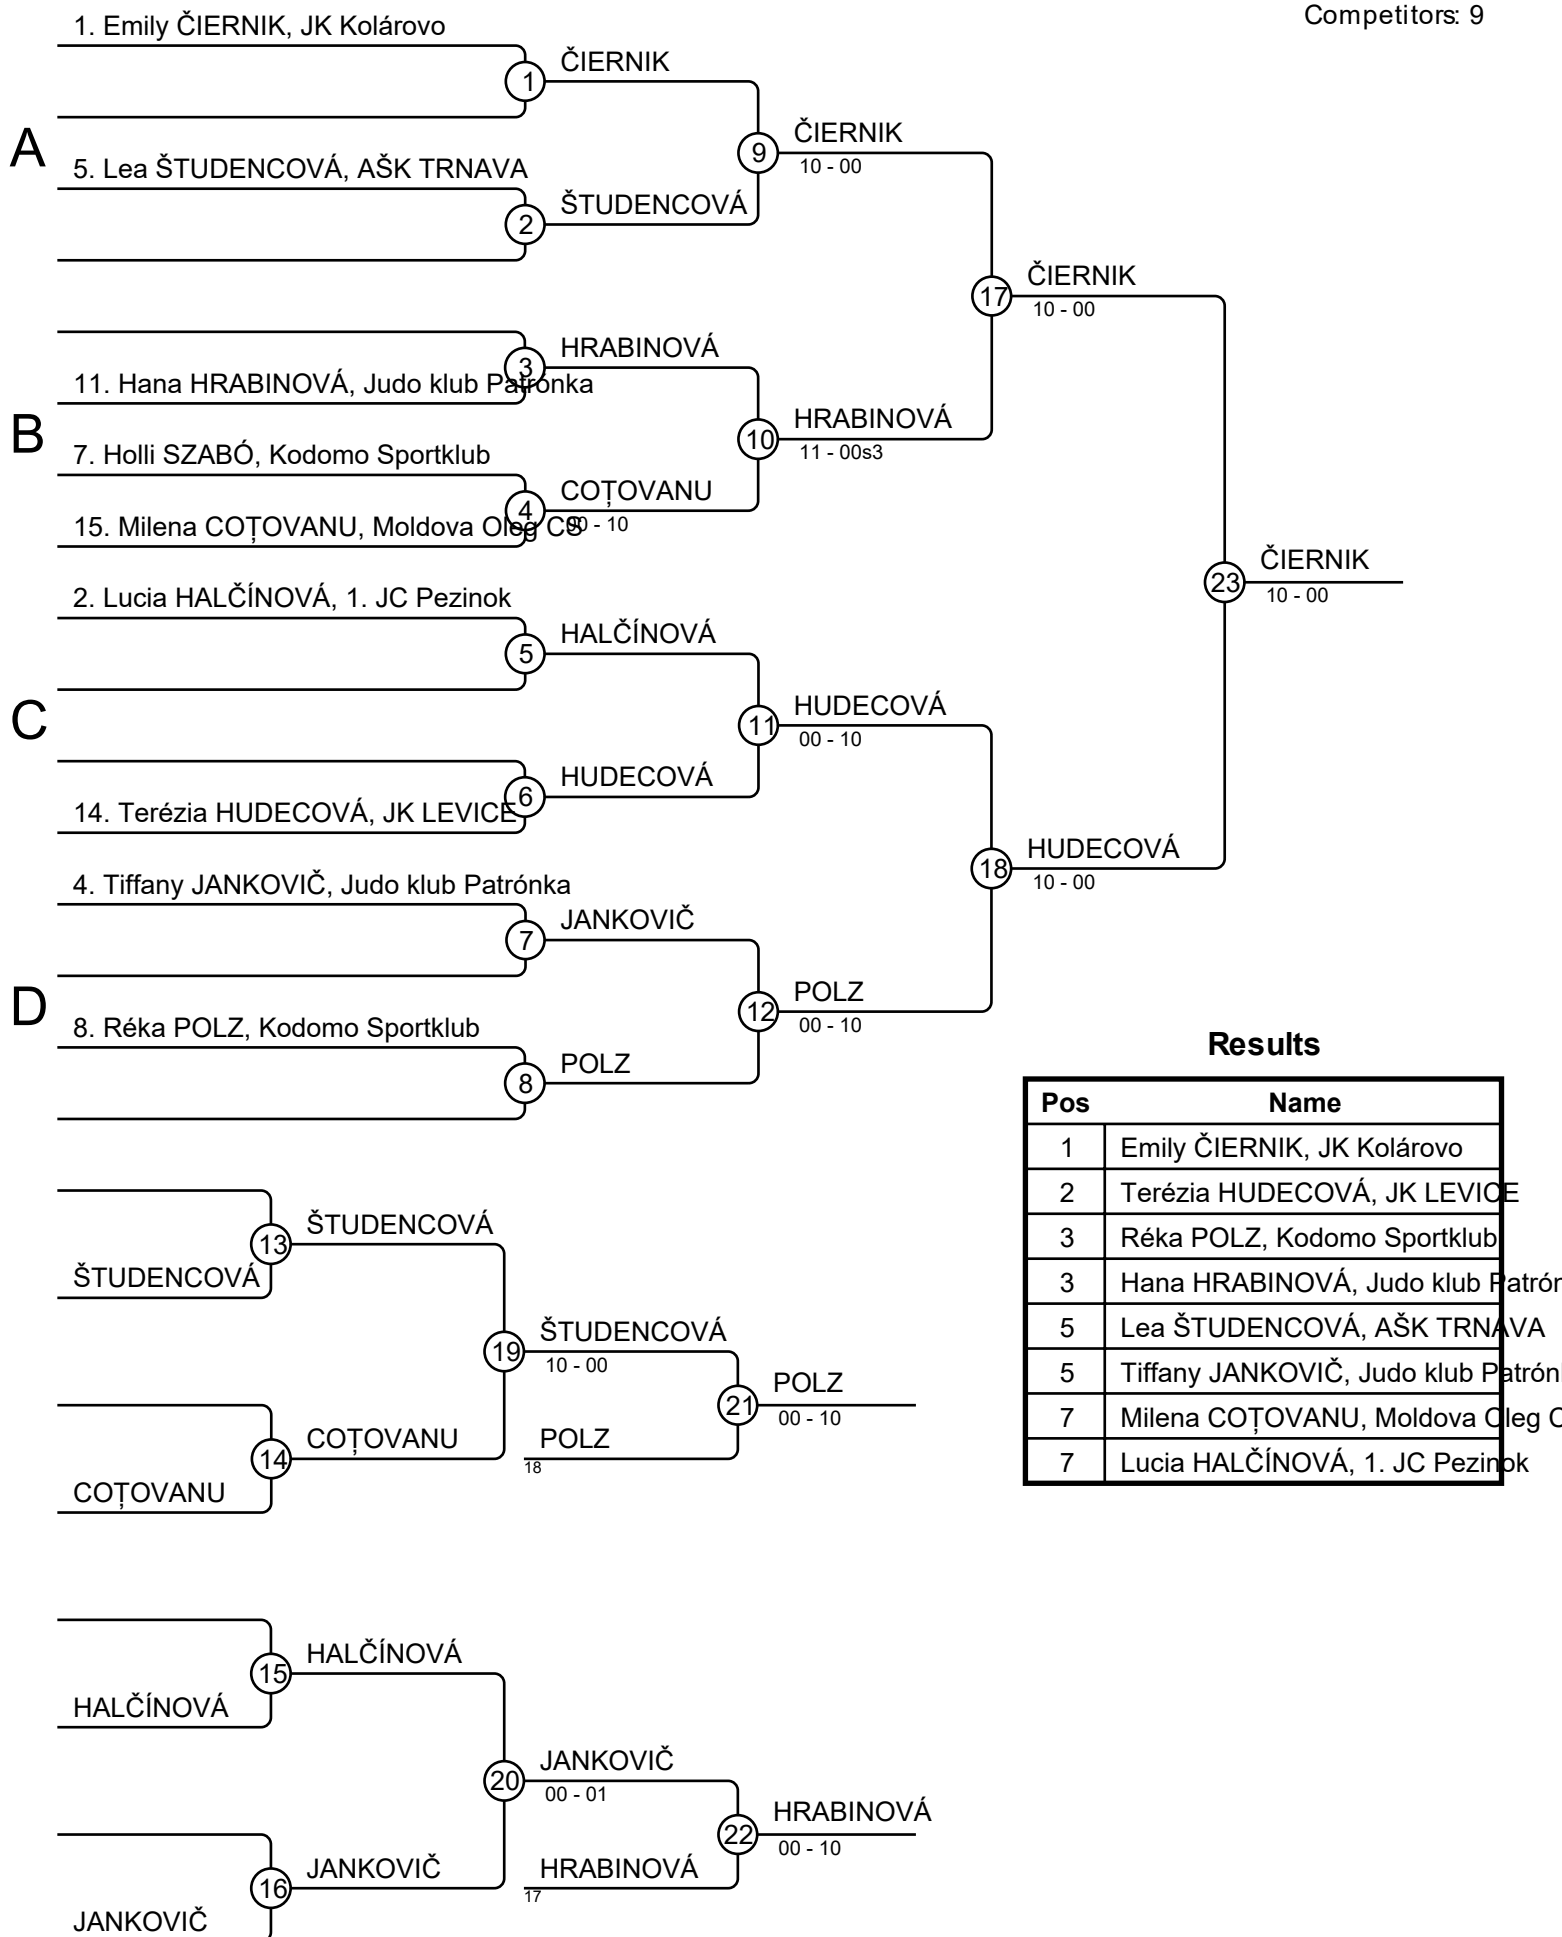 Competitors: 9
1. Emily ČIERNIK, JK Kolárovo
1
ČIERNIK
A
9
ČIERNIK
10 - 00
5. Lea ŠTUDENCOVÁ, AŠK TRNAVA
2
ŠTUDENCOVÁ
17
ČIERNIK
10 - 00
3
HRABINOVÁ
11. Hana HRABINOVÁ, Judo klub Patrónka
B
10
HRABINOVÁ
11 - 00s3
7. Holli SZABÓ, Kodomo Sportklub
4
COȚOVANU
00 - 10
15. Milena COȚOVANU, Moldova Oleg CS
23
ČIERNIK
10 - 00
2. Lucia HALČÍNOVÁ, 1. JC Pezinok
5
HALČÍNOVÁ
C
11
HUDECOVÁ
00 - 10
6
HUDECOVÁ
14. Terézia HUDECOVÁ, JK LEVICE
18
HUDECOVÁ
10 - 00
4. Tiffany JANKOVIČ, Judo klub Patrónka
7
JANKOVIČ
D
12
POLZ
00 - 10
8. Réka POLZ, Kodomo Sportklub
8
POLZ
Results
Pos Name
1 Emily ČIERNIK, JK Kolárovo
2 Terézia HUDECOVÁ, JK LEVICE
3 Réka POLZ, Kodomo Sportklub
3 Hana HRABINOVÁ, Judo klub Patrón
5 Lea ŠTUDENCOVÁ, AŠK TRNAVA
5 Tiffany JANKOVIČ, Judo klub Patrónk
7 Milena COȚOVANU, Moldova Oleg C
7 Lucia HALČÍNOVÁ, 1. JC Pezinok
13
ŠTUDENCOVÁ
ŠTUDENCOVÁ
19
ŠTUDENCOVÁ
10 - 00
21
POLZ
00 - 10
14
COȚOVANU
POLZ
18
COȚOVANU
15
HALČÍNOVÁ
HALČÍNOVÁ
20
JANKOVIČ
00 - 01
22
HRABINOVÁ
00 - 10
16
JANKOVIČ
HRABINOVÁ
17
JANKOVIČ